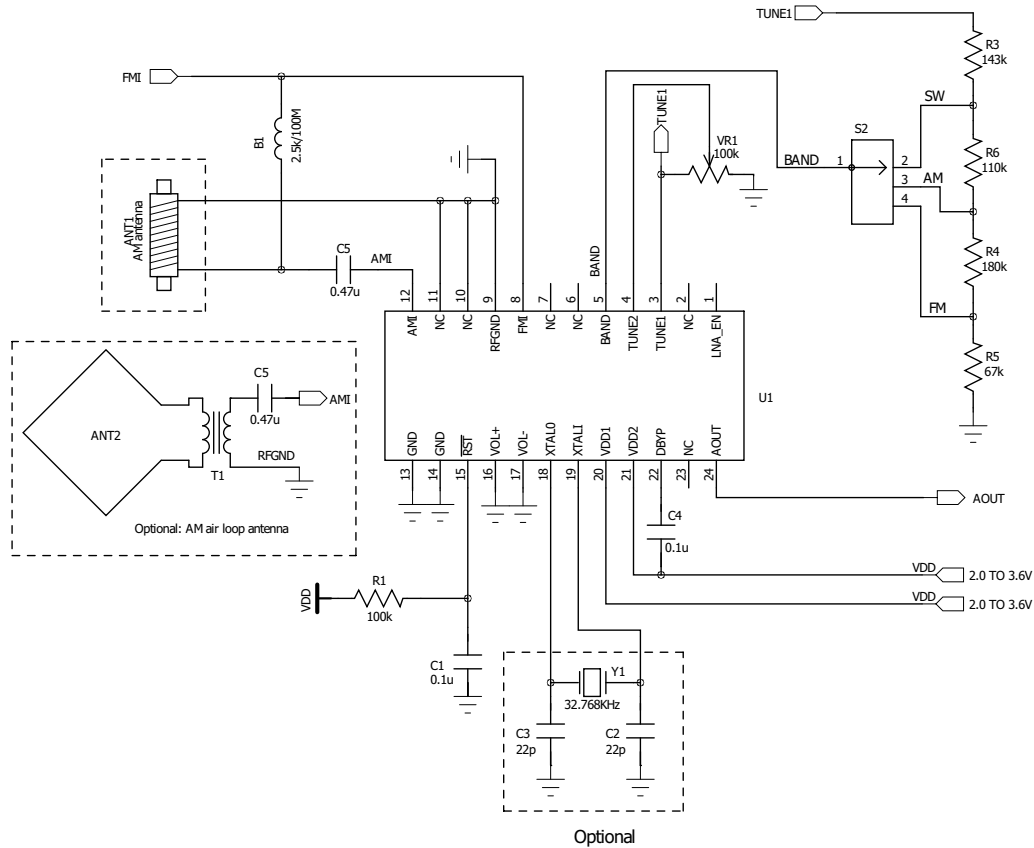 TUNE1
R3
143k
SW
R6
110k
AM
R4
180k
FM
R5
67k
S2
1
2
3
4
BAND
FMI
B1
2.5k/100M
ANT1
AM antenna
C5
0.47u
AMI
TUNE1
VR1
100k
BAND
12
11
10
9
8
7
6
5
4
3
2
1
AMI
NC
NC
RFGND
FMI
NC
NC
BAND
TUNE2
TUNE1
NC
LNA_EN
U1
GND
GND
RST
VOL+
VOL-
XTAL0
XTALI
VDD1
VDD2
DBYP
NC
AOUT
13
14
15
16
17
18
19
20
21
22
23
24
ANT2
T1
C5
0.47u
AMI
RFGND
Optional: AM air loop antenna
AOUT
C4
0.1u
VDD
2.0 TO 3.6V
VDD
2.0 TO 3.6V
VDD
R1
100k
C1
0.1u
Y1
32.768KHz
C3
22p
C2
22p
Optional